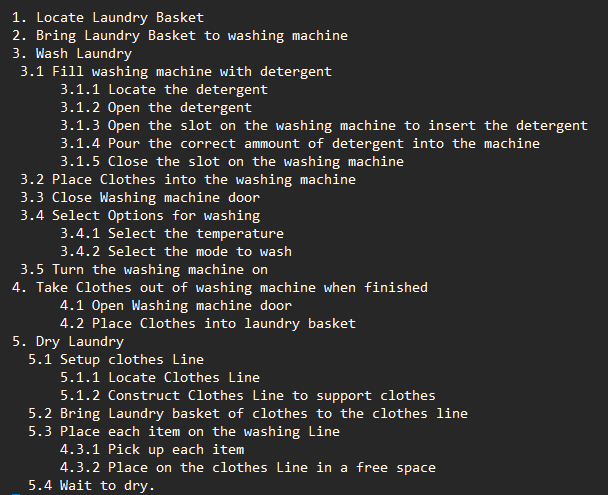 1. Locate Laundry Basket
2. Bring Laundry Basket to washing machine
3. Wash Laundry
3.1 Fill washing machine with detergent
3.1.1 Locate the detergent
3.1.2 Open the detergent
3.1.3 Open the slot on the washing machine to insert the detergent
3.1.4 Pour the correct ammount of detergent into the machine
3.1.5 Close the slot on the washing machine
3.2 Place Clothes into the washing machine
3.3 Close Washing machine door
3.4 Select Options for washing
3.4.1 Select the temperature
3.4.2 Select the mode to wash
3.5 Turn the washing machine on
4. Take Clothes out of washing machine when finished
4.1 Open Washing machine door
4.2 Place Clothes into laundry basket
5. Dry Laundry
5.1 Setup clothes Line
5.1.1 Locate Clothes Line
5.1.2 Construct Clothes Line to support clothes
5.2 Bring Laundry basket of clothes to the clothes line
5.3 Place each item on the washing Line
4.3.1 Pick up each item
4.3.2 Place on the clothes Line in a free space
5.4 Wait to dry.